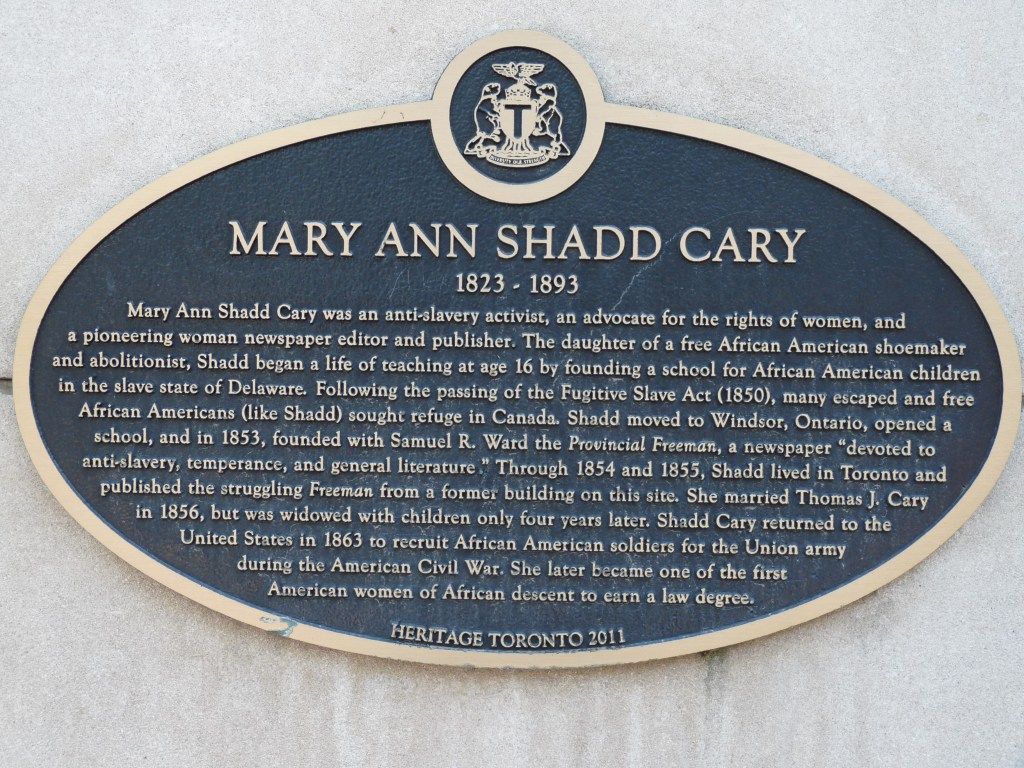 T
DIVERSITY OUR STRENGTH
MARY ANN SHADD CARY
1823 - 1893
Mary Ann Shadd Cary was an anti-slavery activist, an advocate for the rights of women, and
a pioneering woman newspaper editor and publisher. The daughter of a free African American shoemaker
and abolitionist, Shadd began a life of teaching at age 16 by founding a school for African American children
in the slave state of Delaware. Following the passing of the Fugitive Slave Act (1850), many escaped and free
African Americans (like Shadd) sought refuge in Canada. Shadd moved to Windsor, Ontario, opened a
school, and in 1853, founded with Samuel R. Ward the Provincial Freeman, a newspaper “devoted to
anti-slavery, temperance, and general literature.” Through 1854 and 1855, Shadd lived in Toronto and
published the struggling Freeman from a former building on this site. She married Thomas J. Cary
in 1856, but was widowed with children only four years later. Shadd Cary returned to the
United States in 1863 to recruit African American soldiers for the Union army
during the American Civil War. She later became one of the first
American women of African descent to earn a law degree.
HERITAGE TORONTO 2011